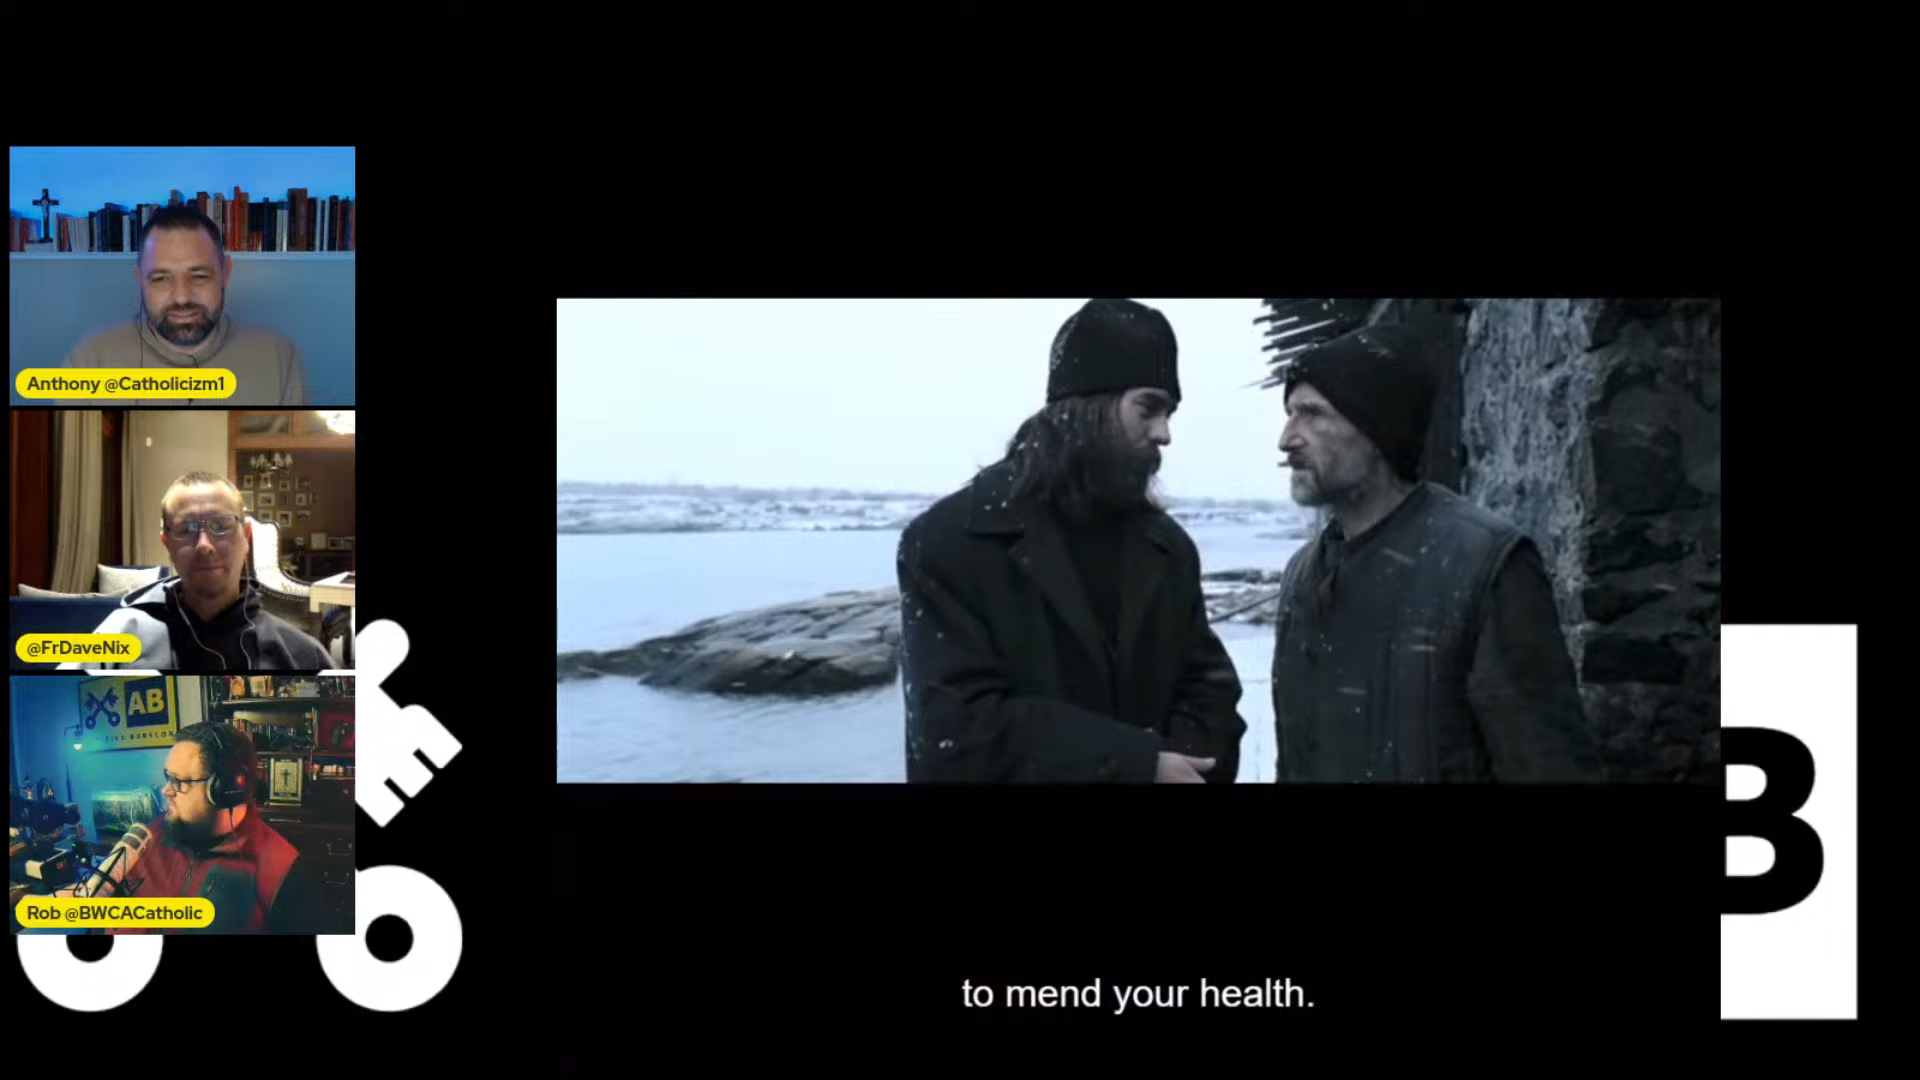 Anthony @Catholicizm1
@FrDaveNix
AB
Rob @BWCACatholic
B
to mend your health.